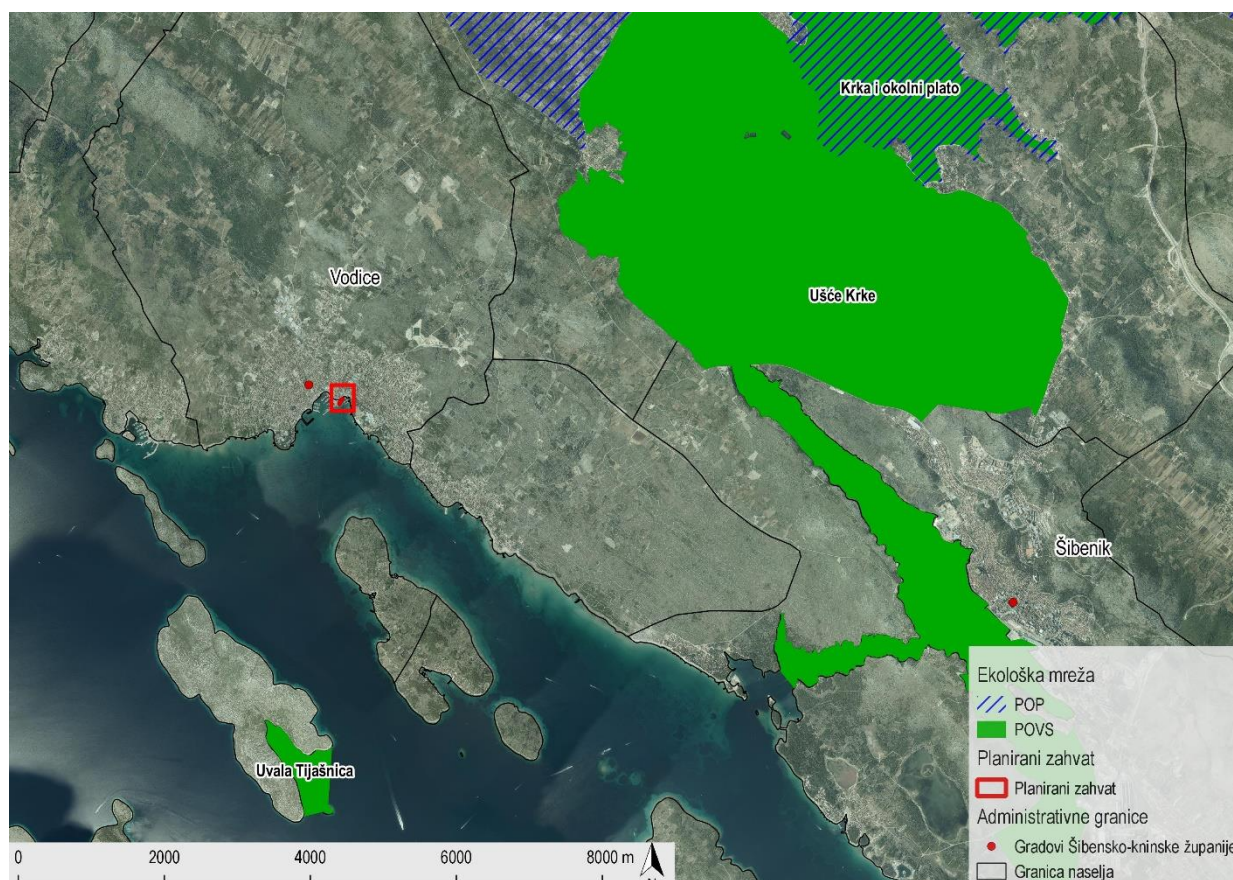 Krka i okolni plato
Vodice
Ušće Krke
Šibenik
Uvala Tijašnica
Ekološka mreža
POP
POVS
Planirani zahvat
Planirani zahvat
Administrativne granice
Gradovi Šibensko-kninske županije
Granica naselja
0 2000 4000 6000 8000 m